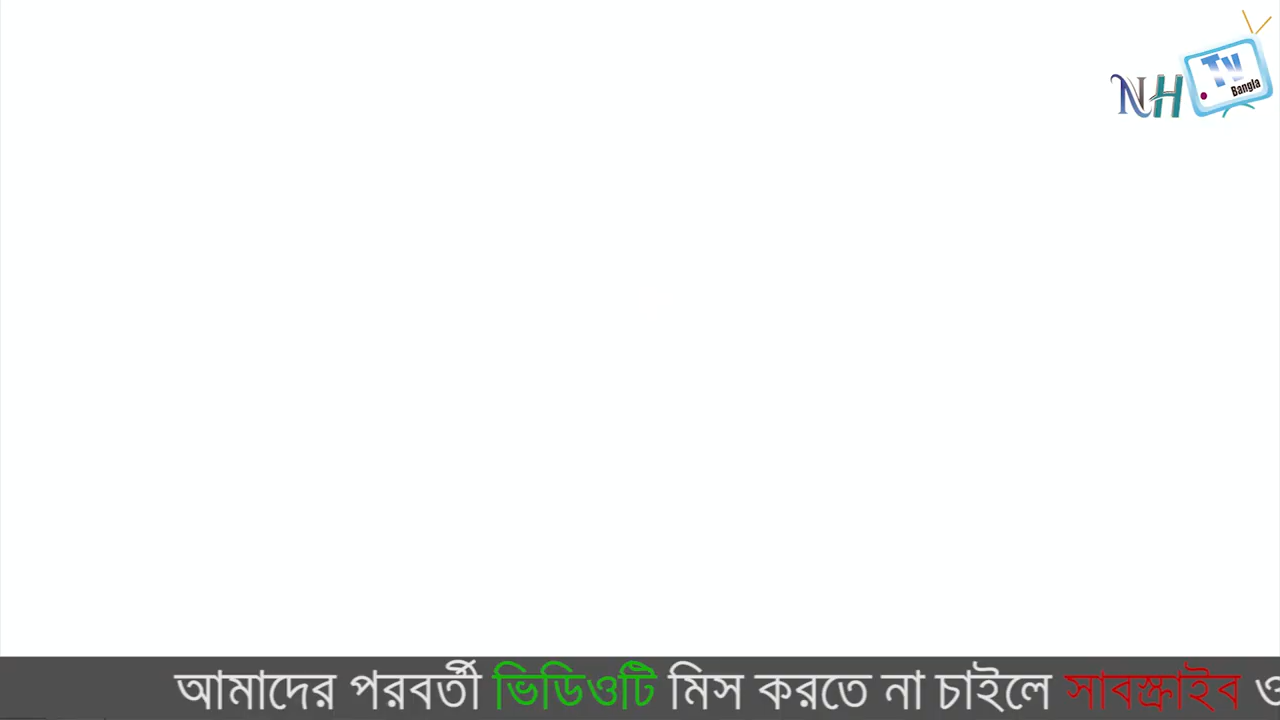 NH TV
Bangla
আমাদের পরবর্তী ভিডিওটি মিস করতে না চাইলে সাবস্ক্রাইব ও